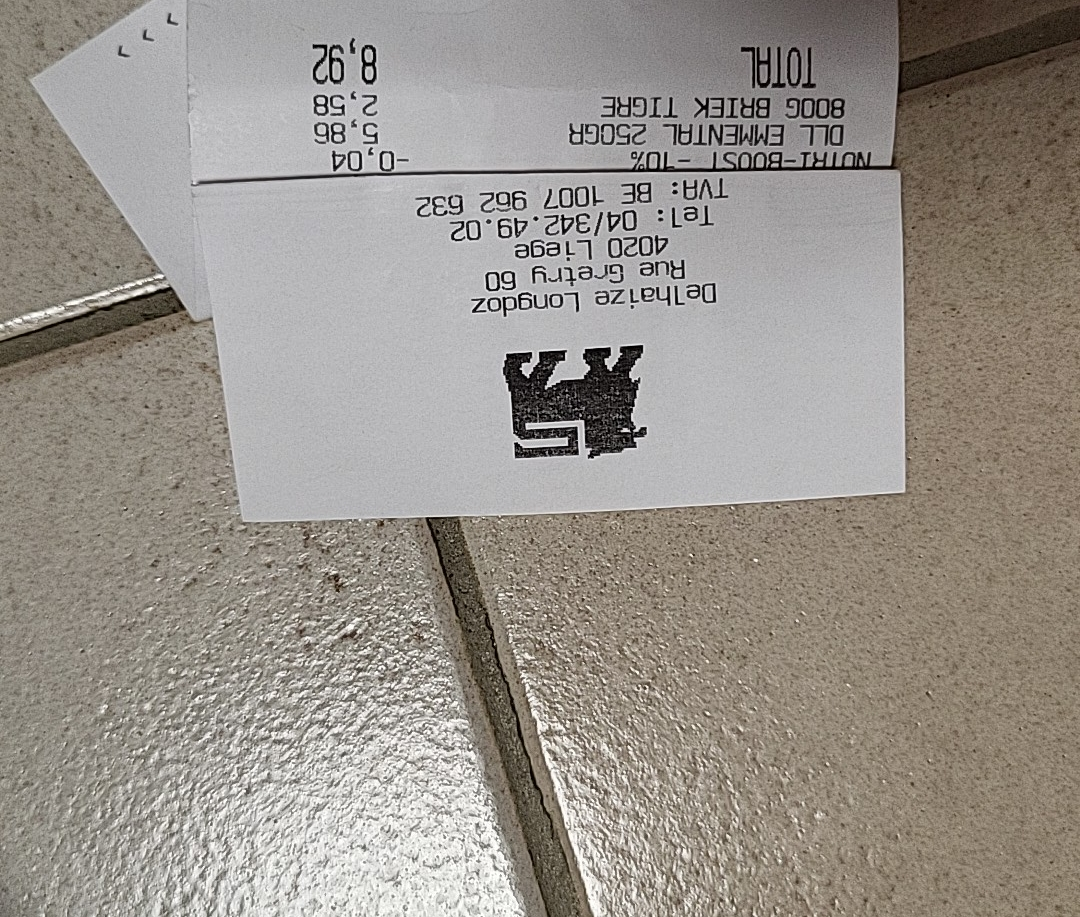 Delhaize Longdoz
Rue Gretry 60
4020 Liege
Tel: 04/342.49.02
TVA: BE 1007 962 632
NUTRI-BOOST -10% -0,04
DLL EMMENTAL 250GR 5,86
800G BRIEK TIGRE 2,58
TOTAL 8,92